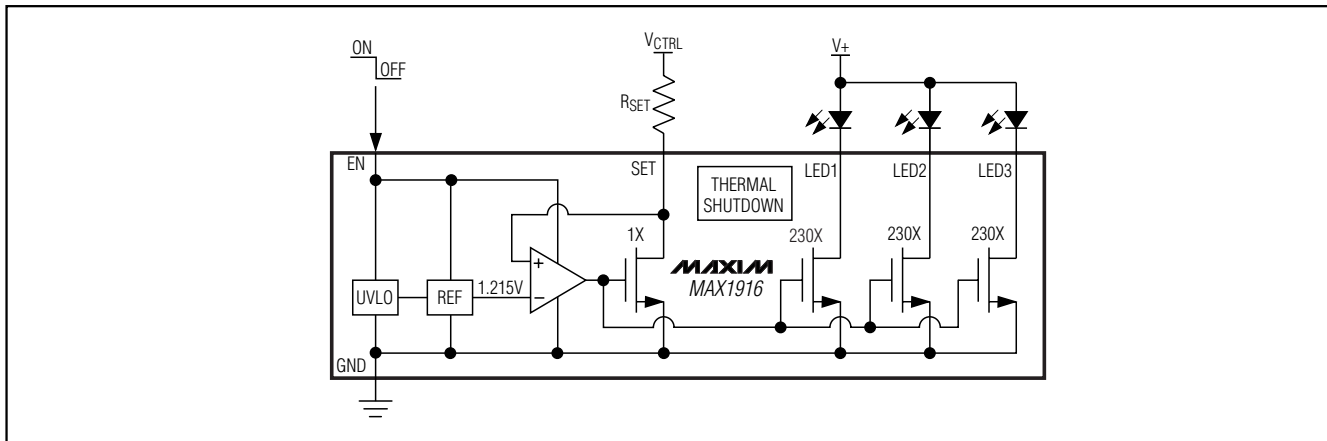 ON
OFF
VCTRL
V+
RSET
EN
SET
THERMAL
SHUTDOWN
LED1
LED2
LED3
1X
230X
230X
230X
MAXIM
MAX1916
+
−
UVLO
REF
1.215V
GND